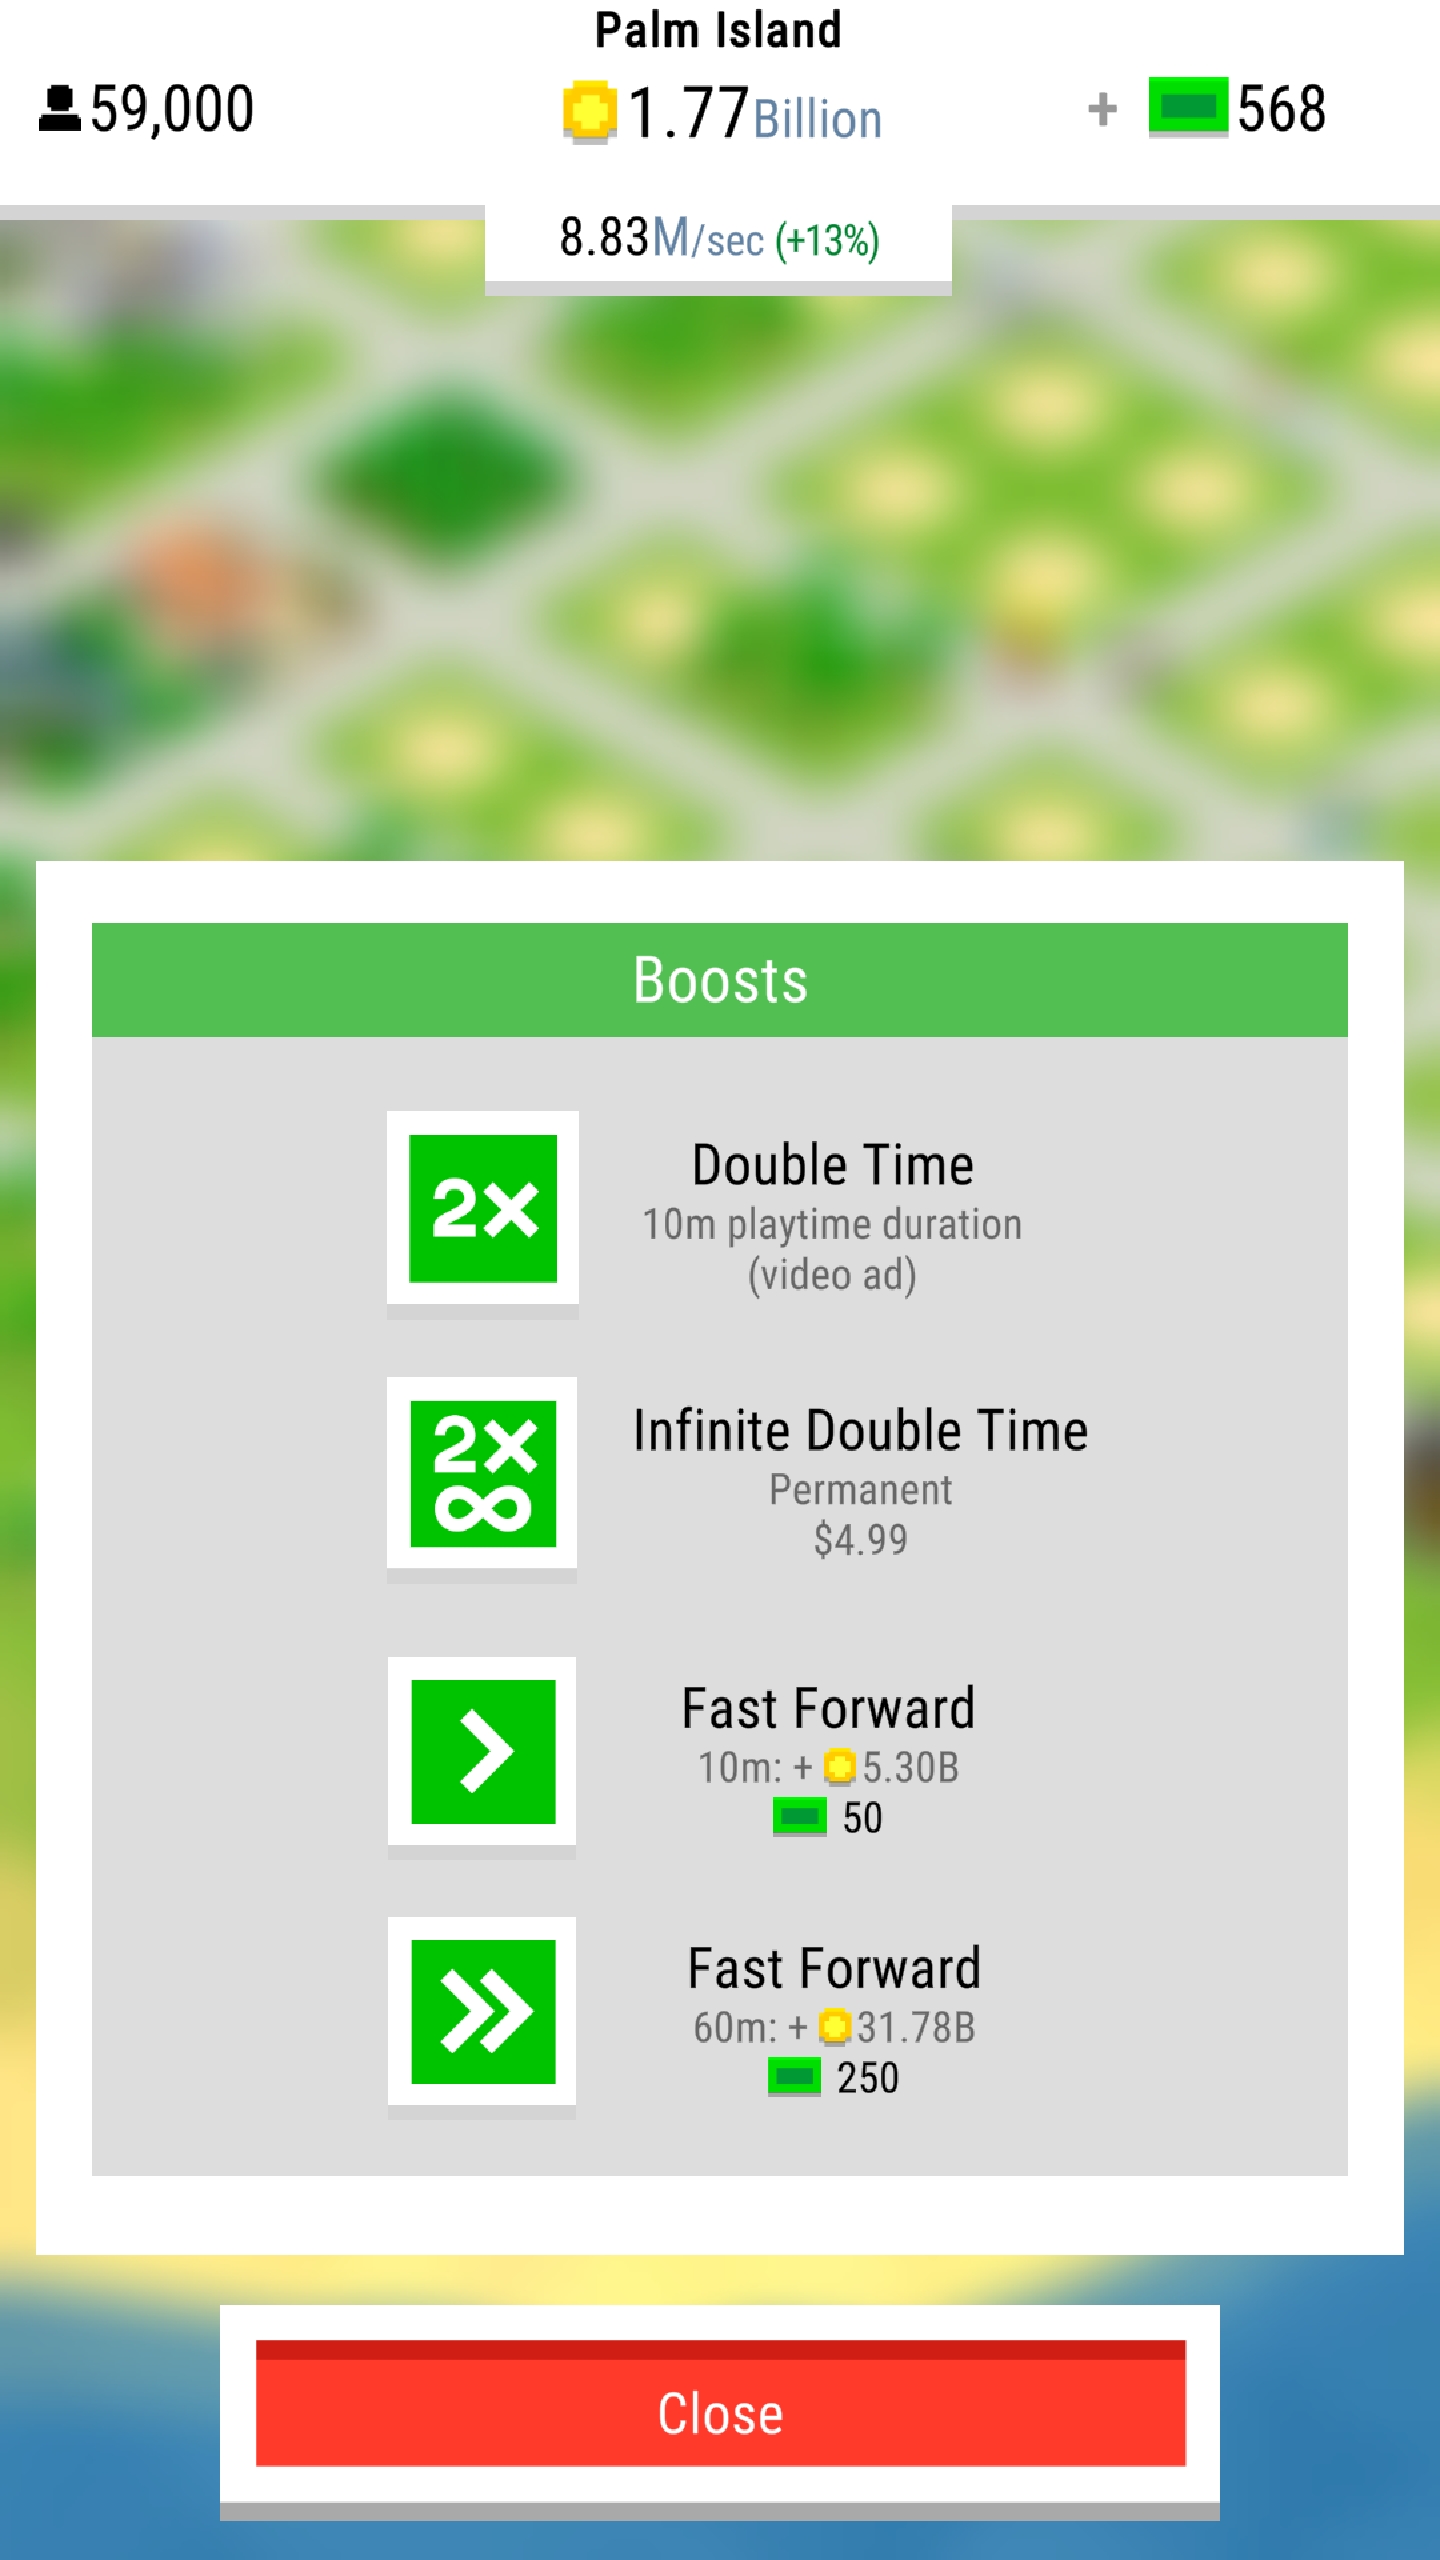 Palm Island
59,000
1.77Billion
+ 568
8.83M/sec (+13%)
Boosts
2×
Double Time
10m playtime duration
(video ad)
2×
∞
Infinite Double Time
Permanent
$4.99
Fast Forward
10m: + 5.30B
50
Fast Forward
60m: + 31.78B
250
Close